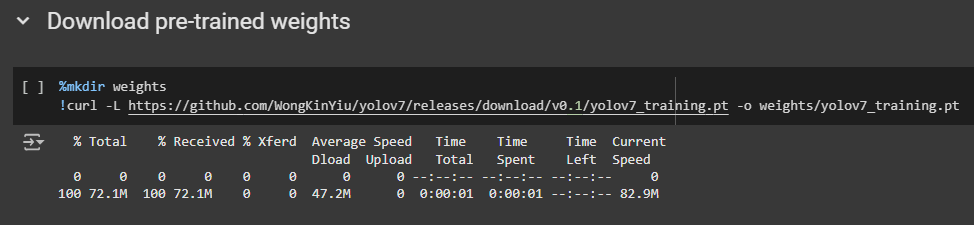 Download pre-trained weights
[ ] %mkdir weights
!curl -L https://github.com/WongKinYiu/yolov7/releases/download/v0.1/yolov7_training.pt -o weights/yolov7_training.pt
% Total % Received % Xferd Average Speed Time Time Time Current
Dload Upload Total Spent Left Speed
0 0 0 0 0 0 0 0 --:--:-- --:--:-- --:--:-- 0
100 72.1M 100 72.1M 0 0 47.2M 0 0:00:01 0:00:01 --:--:-- 82.9M